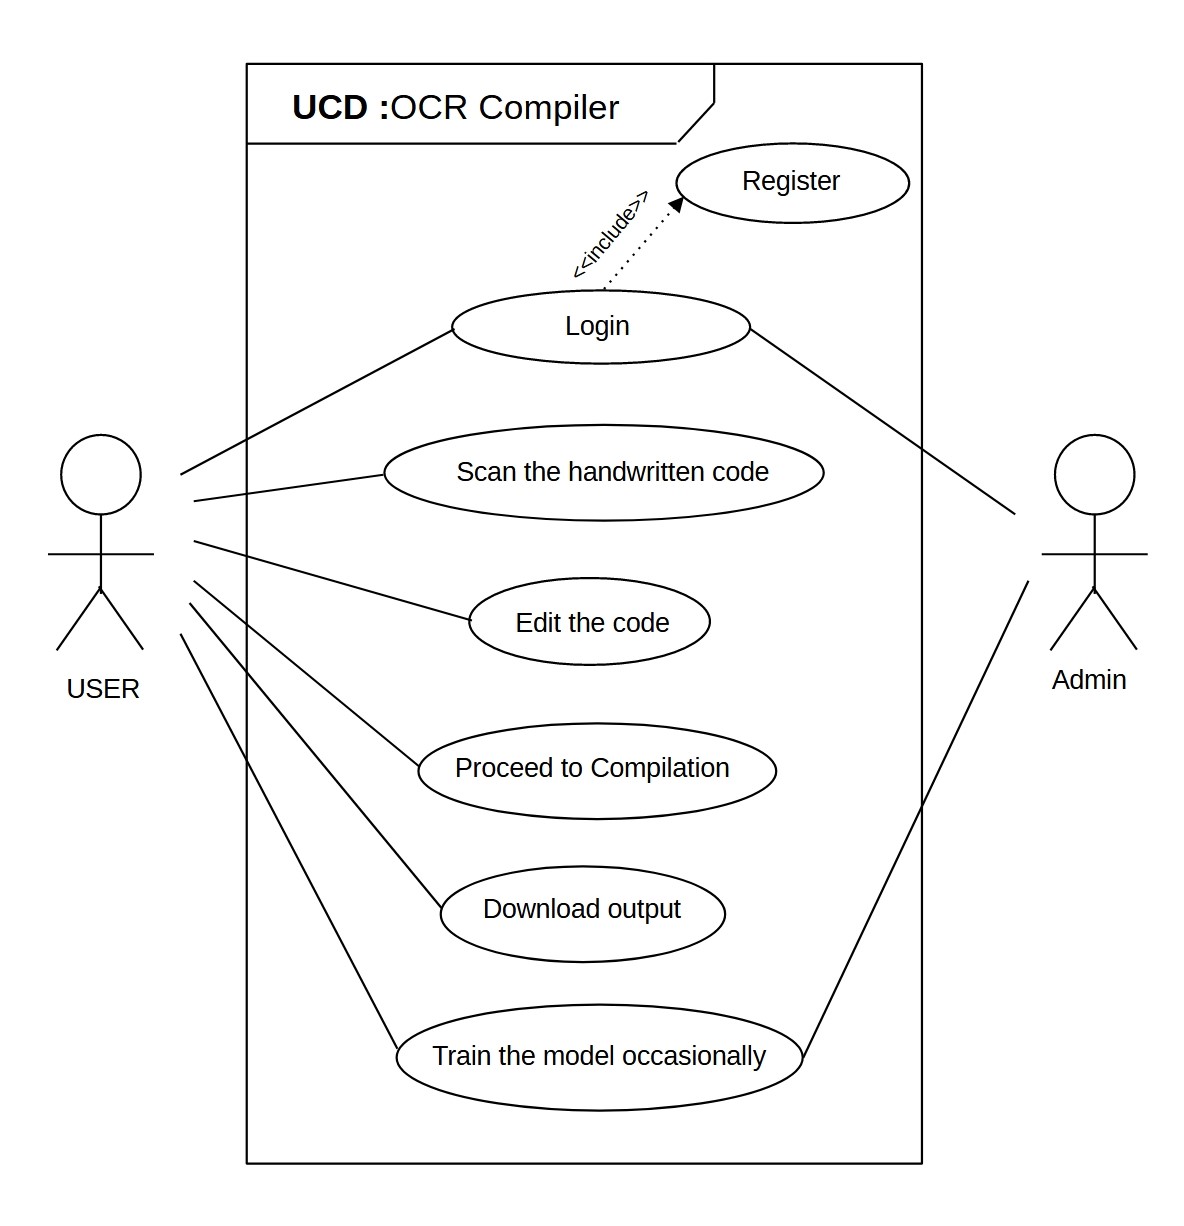 UCD :OCR Compiler
Register
<<include>>
Login
Scan the handwritten code
Edit the code
USER
Admin
Proceed to Compilation
Download output
Train the model occasionally